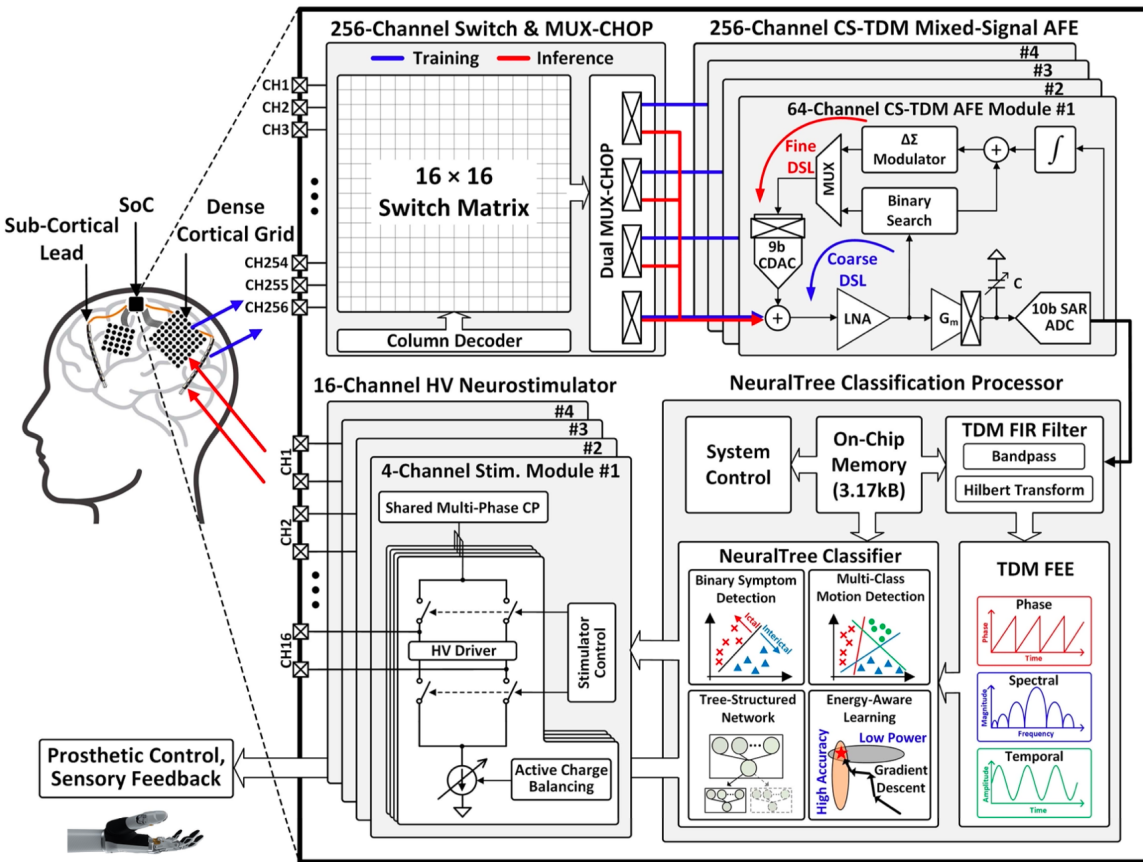 256-Channel Switch & MUX-CHOP
Training
Inference
CH1
CH2
CH3
CH254
CH255
CH256
16 × 16
Switch Matrix
Column Decoder
Dual MUX-CHOP
256-Channel CS-TDM Mixed-Signal AFE
#4
#3
#2
64-Channel CS-TDM AFE Module #1
Fine
DSL
MUX
ΔΣ
Modulator
+
∫
Binary
Search
9b
CDAC
Coarse
DSL
+
LNA
Gm
C
10b SAR
ADC
SoC
Dense
Cortical Grid
Sub-Cortical
Lead
16-Channel HV Neurostimulator
#4
#3
#2
4-Channel Stim. Module #1
CH1
CH2
CH16
Shared Multi-Phase CP
HV Driver
Stimulator
Control
Active Charge
Balancing
Prosthetic Control,
Sensory Feedback
NeuralTree Classification Processor
System
Control
On-Chip
Memory
(3.17kB)
TDM FIR Filter
Bandpass
Hilbert Transform
NeuralTree Classifier
Binary Symptom
Detection
Ictal
Interictal
Multi-Class
Motion Detection
Tree-Structured
Network
Energy-Aware
Learning
High Accuracy
Low Power
Gradient
Descent
TDM FEE
Phase
Phase
Time
Spectral
Magnitude
Frequency
Temporal
Amplitude
Time